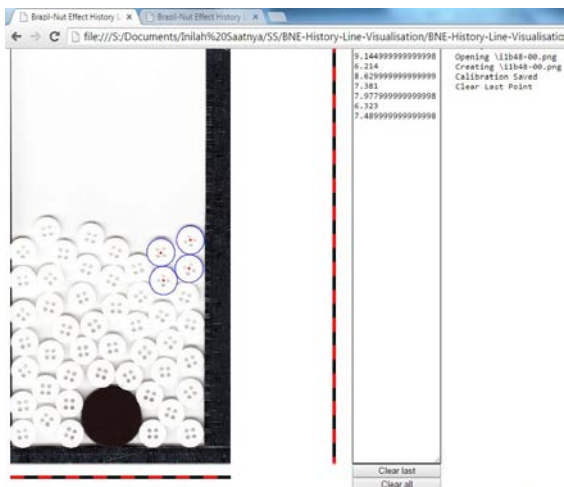 Brazil-Nut Effect History L
Brazil-Nut Effect History L
file:///S:/Documents/Inilah%20Saatnya/SS/BNE-History-Line-Visualisation/BNE-History-Line-Visualisatio
9.144999999999998
6.214
8.629999999999999
7.381
7.977999999999998
6.323
7.489999999999998
Opening \i1b48-00.png
Creating \i1b48-00.png
Calibration Saved
Clear Last Point
Clear last
Clear all